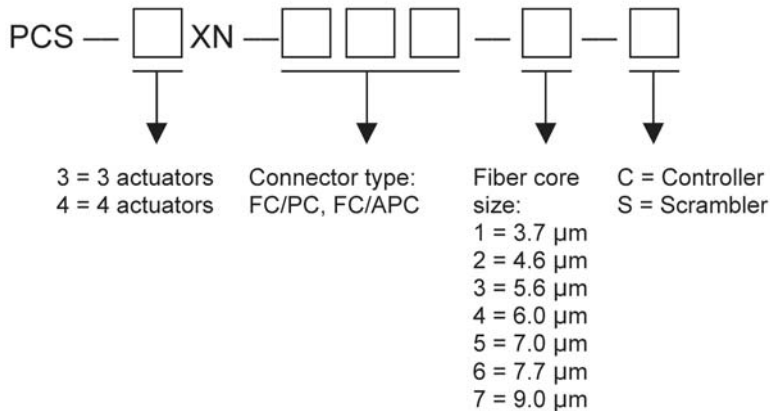 PCS — □ XN — □ □ □ — □ — □
3 = 3 actuators
4 = 4 actuators
Connector type:
FC/PC, FC/APC
Fiber core
size:
1 = 3.7 µm
2 = 4.6 µm
3 = 5.6 µm
4 = 6.0 µm
5 = 7.0 µm
6 = 7.7 µm
7 = 9.0 µm
C = Controller
S = Scrambler